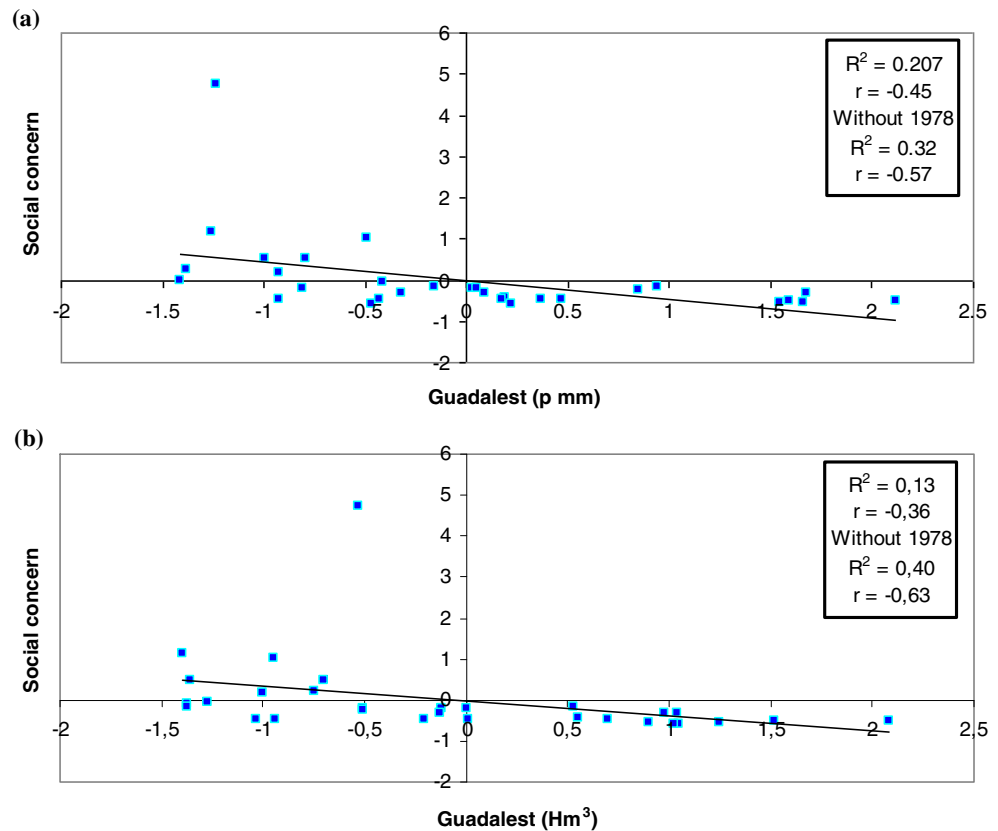 (a)
6
5
4
3
2
1
0
-1
-2
-2
-1.5
-1
-0.5
0
0.5
1
1.5
2
2.5
Social concern
Guadalest (p mm)
R² = 0.207
r = -0.45
Without 1978
R² = 0.32
r = -0.57
(b)
6
5
4
3
2
1
0
-1
-2
-2
-1,5
-1
-0,5
0
0,5
1
1,5
2
2,5
Social concern
Guadalest (Hm³)
R² = 0,13
r = -0,36
Without 1978
R² = 0,40
r = -0,63